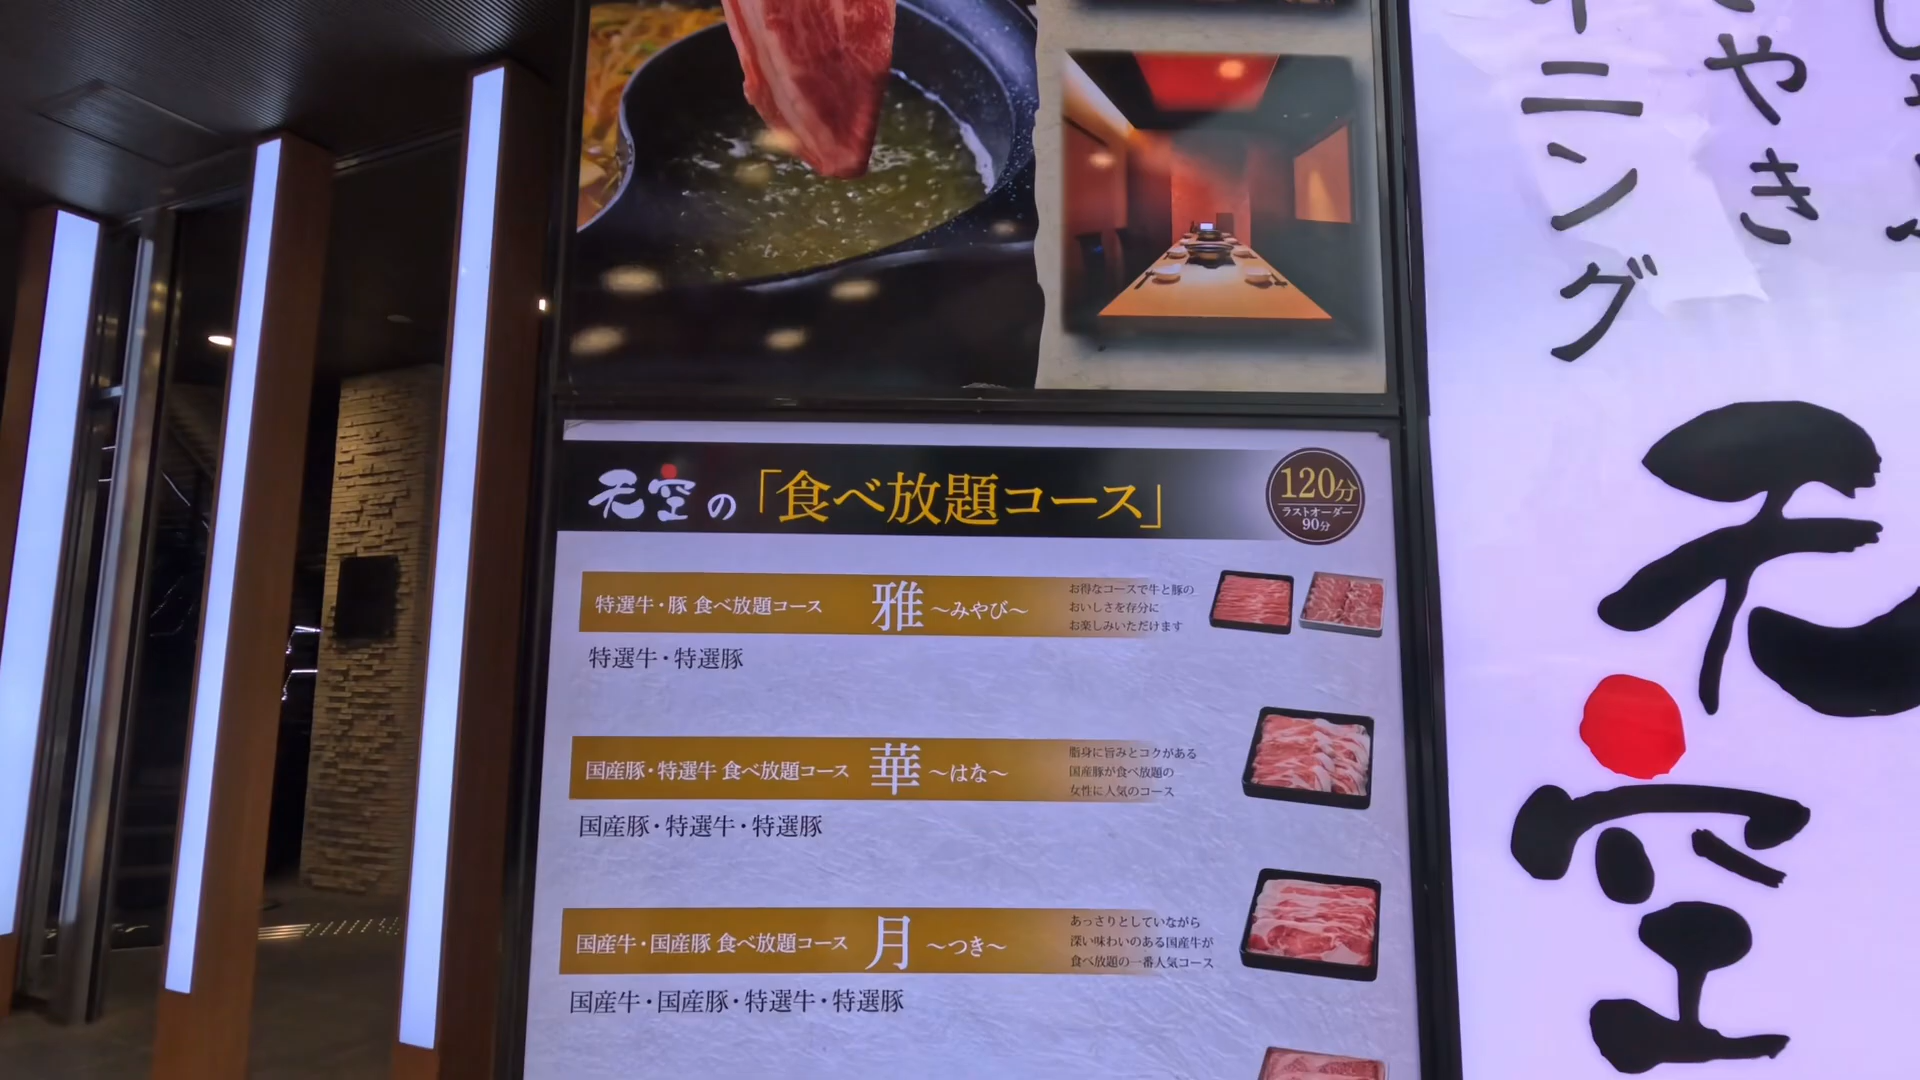 天空の「食べ放題コース」
120分
ラストオーダー
90分
特選牛・豚 食べ放題コース 雅 ～みやび～
お得なコースで牛と豚の
おいしさを存分に
お楽しみいただけます
特選牛・特選豚
国産豚・特選牛 食べ放題コース 華 ～はな～
脂身に旨みとコクがある
国産豚が食べ放題の
女性に人気のコース
国産豚・特選牛・特選豚
国産牛・国産豚 食べ放題コース 月 ～つき～
あっさりとしていながら
深い味わいのある国産牛が
食べ放題の一番人気コース
国産牛・国産豚・特選牛・特選豚
やき
ニング
天空